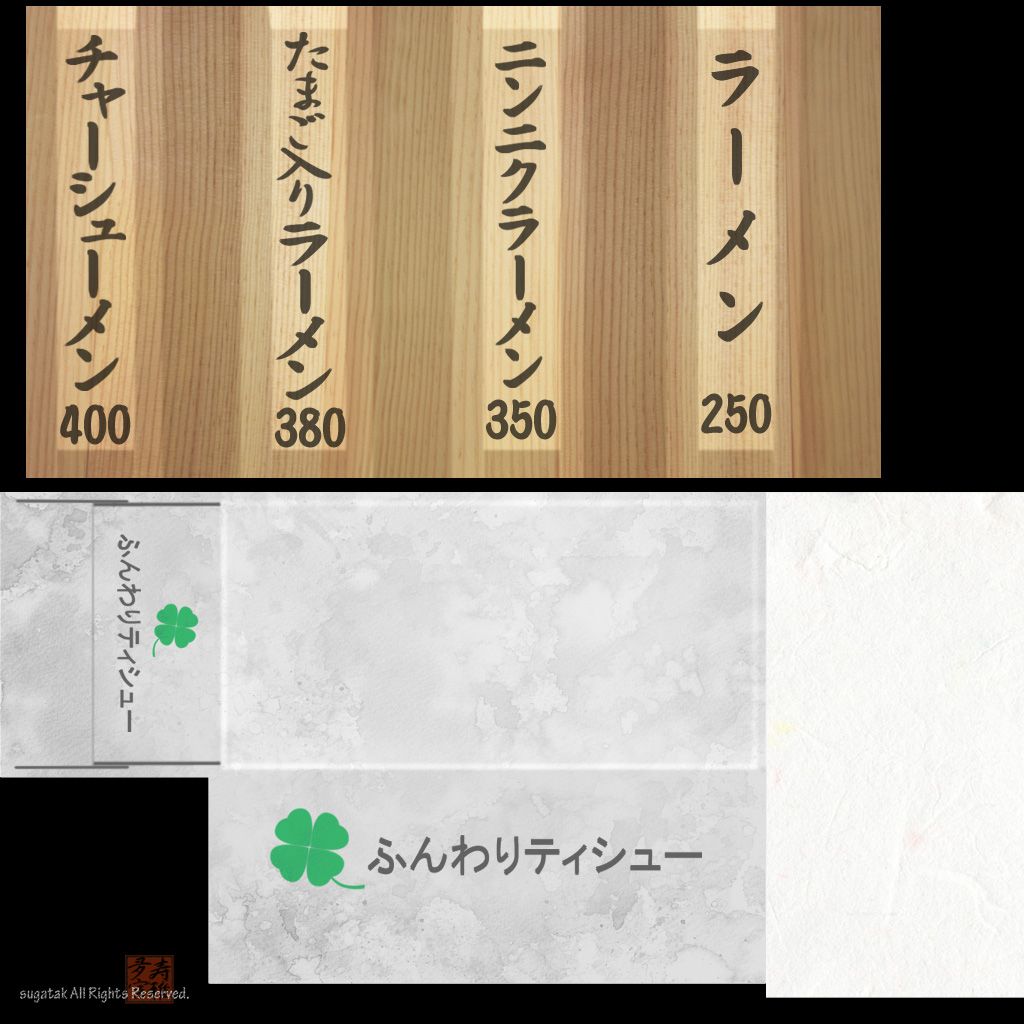 ラーメン
250
ニンニクラーメン
350
たまご入りラーメン
380
チャーシューメン
400
ふんわりティシュー
ふんわりティシュー
sugatak All Rights Reserved.